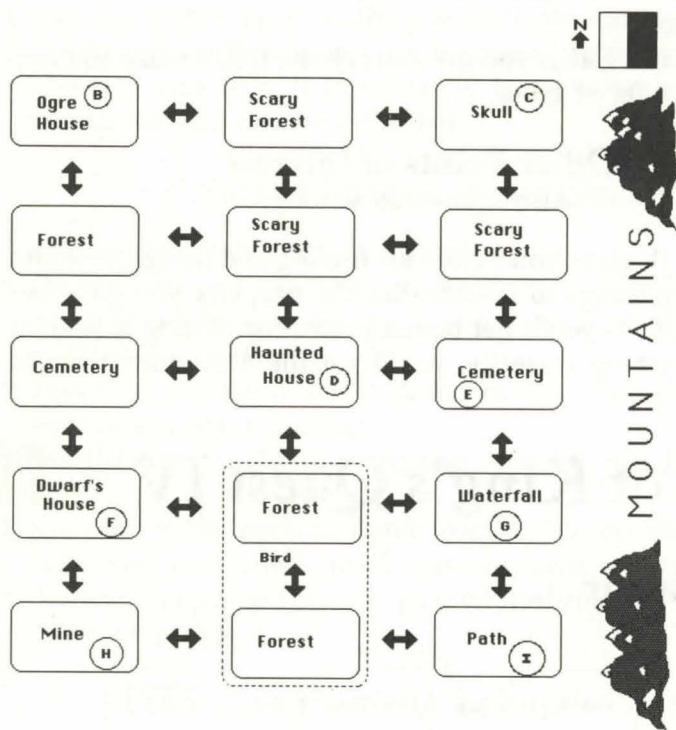 N
Ogre B
House
Scary
Forest
Skull C
Forest
Scary
Forest
Scary
Forest
Cemetery
Haunted
House D
Cemetery
E
Dwarf's
House
F
Forest
Waterfall
G
Bird
Mine
H
Forest
Path
I
MOUNTAINS